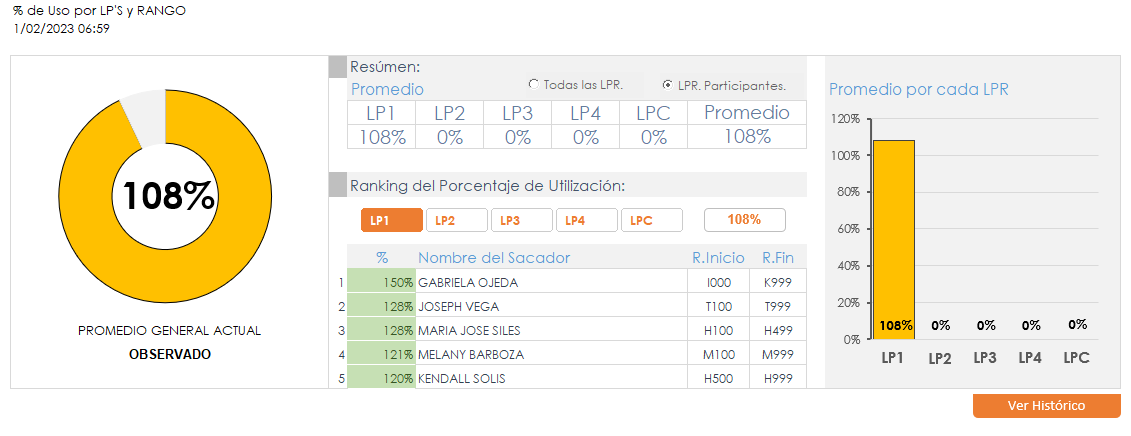 % de Uso por LP'S y RANGO
1/02/2023 06:59
108%
PROMEDIO GENERAL ACTUAL
OBSERVADO
Resúmen:
Promedio
Todas las LPR.
LPR. Participantes.
LP1 LP2 LP3 LP4 LPC Promedio
108% 0% 0% 0% 0% 108%
Ranking del Porcentaje de Utilización:
LP1 LP2 LP3 LP4 LPC 108%
% Nombre del Sacador R.Inicio R.Fin
1 150% GABRIELA OJEDA I000 K999
2 128% JOSEPH VEGA T100 T999
3 128% MARIA JOSE SILES H100 H499
4 121% MELANY BARBOZA M100 M999
5 120% KENDALL SOLIS H500 H999
Promedio por cada LPR
120%
100%
80%
60%
40%
20%
0%
108% 0% 0% 0% 0%
LP1 LP2 LP3 LP4 LPC
Ver Histórico